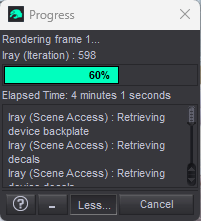 Progress
Rendering frame 1...
Iray (Iteration) : 598
60%
Elapsed Time: 4 minutes 1 seconds
Iray (Scene Access) : Retrieving
device backplate
Iray (Scene Access) : Retrieving
decals
Iray (Scene Access) : Retrieving
device decals
?
Less...
Cancel